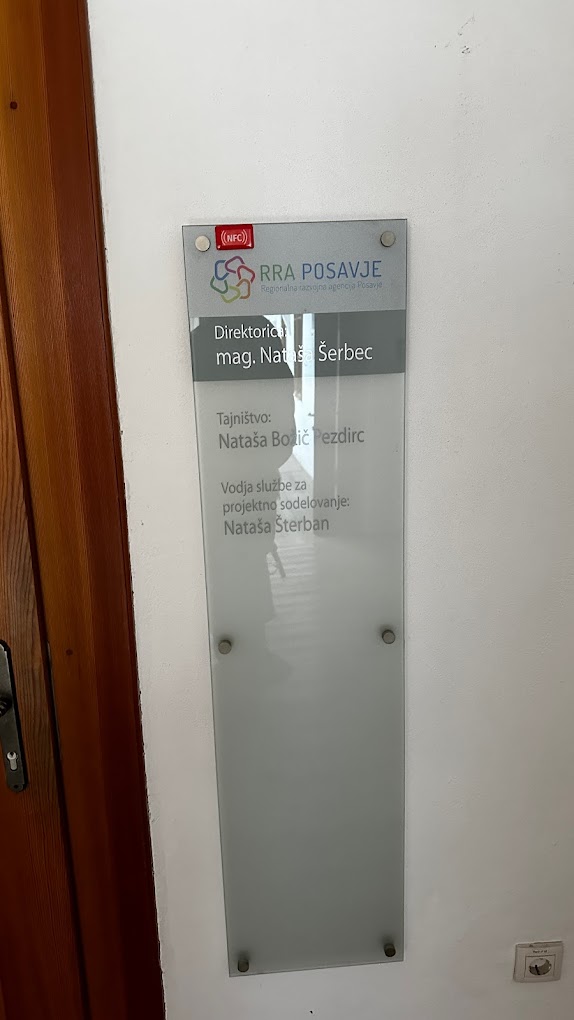 ((NFC))
RRA POSAVJE
Regionalna razvojna agencija Posavje
Direktorica:
mag. Nataša Šerbec
Tajništvo:
Nataša Božič Pezdirc
Vodja službe za
projektno sodelovanje:
Nataša Šterban